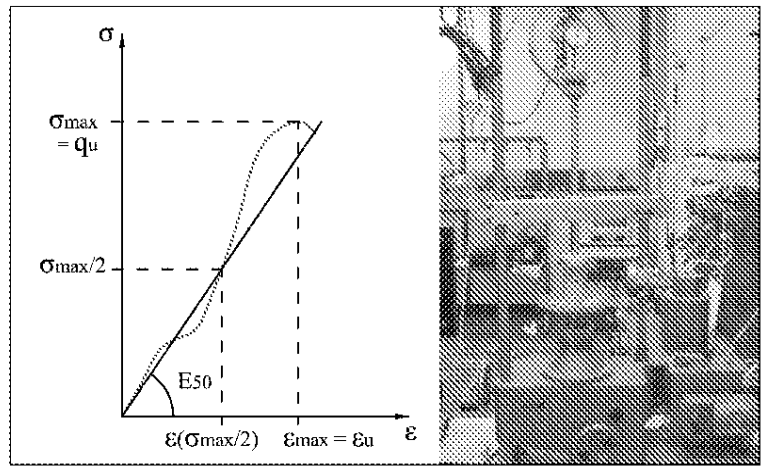 σ
σmax
= qu
σmax/2
E50
ε(σmax/2)
εmax = εu
ε